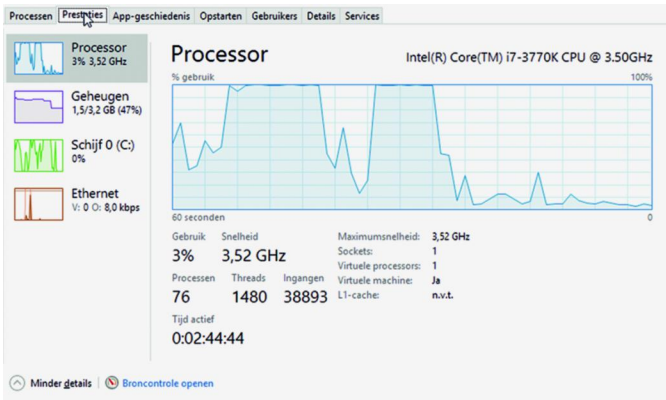 Processen Prestaties App-geschiedenis Opstarten Gebruikers Details Services
Processor
3% 3,52 GHz
Geheugen
1,5/3,2 GB (47%)
Schijf 0 (C:)
0%
Ethernet
V: 0 O: 8,0 kbps
Processor Intel(R) Core(TM) i7-3770K CPU @ 3.50GHz
% gebruik 100%
60 seconden 0
Gebruik Snelheid
3% 3,52 GHz
Processen Threads Ingangen
76 1480 38893
Tijd actief
0:02:44:44
Maximumsnelheid: 3,52 GHz
Sockets: 1
Virtuele processors: 1
Virtuele machine: Ja
L1-cache: n.v.t.
Minder details Broncontrole openen